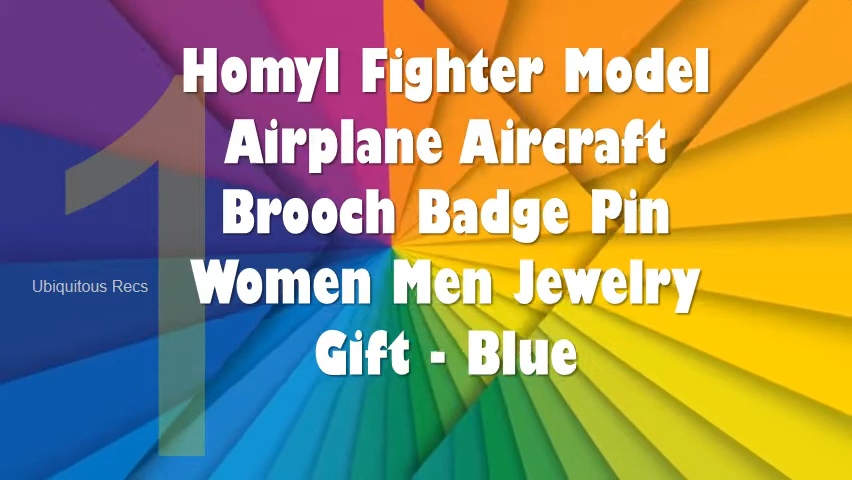 1
Homyl Fighter Model
Airplane Aircraft
Brooch Badge Pin
Ubiquitous Recs
Women Men Jewelry
Gift - Blue